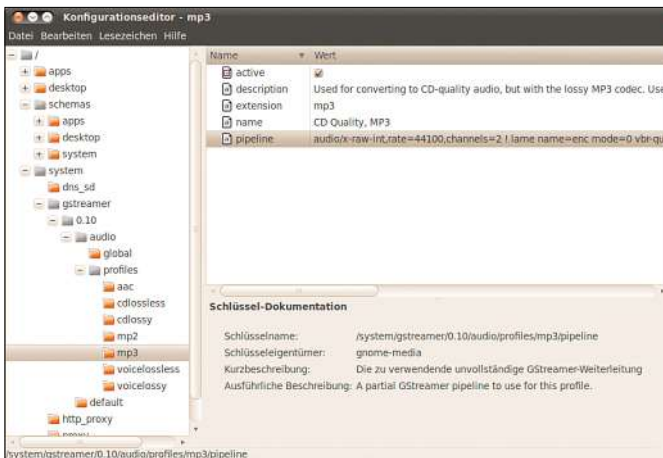 Konfigurationseditor - mp3
Datei Bearbeiten Lesezeichen Hilfe
/
apps
desktop
schemas
apps
desktop
system
system
dns_sd
gstreamer
0.10
audio
global
profiles
aac
cdlossless
cdlossy
mp2
mp3
voicelossless
voicelossy
default
http_proxy
proxy
Name Wert
active
description Used for converting to CD-quality audio, but with the lossy MP3 codec. Use
extension mp3
name CD Quality, MP3
pipeline audio/x-raw-int,rate=44100,channels=2 ! lame name=enc mode=0 vbr-qu
Schlüssel-Dokumentation
Schlüsselname: /system/gstreamer/0.10/audio/profiles/mp3/pipeline
Schlüsseleigentümer: gnome-media
Kurzbeschreibung: Die zu verwendende unvollständige GStreamer-Weiterleitung
Ausführliche Beschreibung: A partial GStreamer pipeline to use for this profile.
/system/gstreamer/0.10/audio/profiles/mp3/pipeline